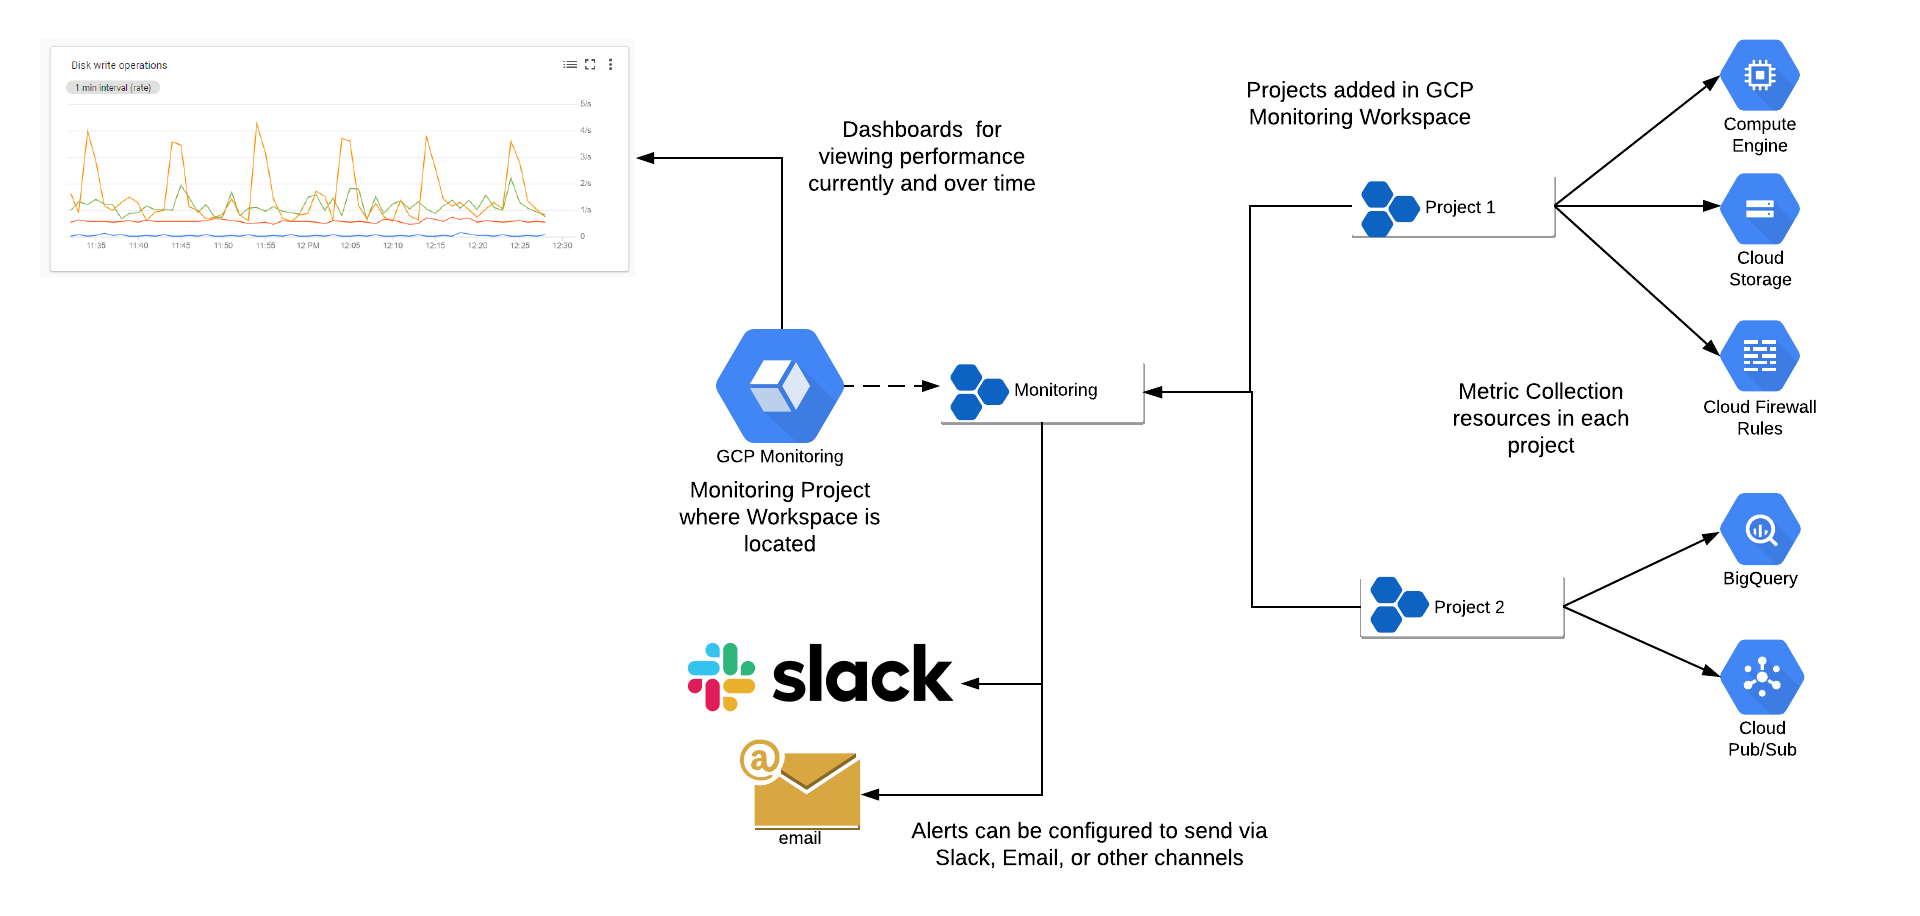 Disk write operations
1 min interval (rate)
5/s
4/s
3/s
2/s
1/s
0
11:35 11:40 11:45 11:50 11:55 12 PM 12:05 12:10 12:15 12:20 12:25 12:30
Dashboards for
viewing performance
currently and over time
Projects added in GCP
Monitoring Workspace
Compute
Engine
Project 1
Cloud
Storage
Cloud Firewall
Rules
Monitoring
GCP Monitoring
Monitoring Project
where Workspace is
located
Metric Collection
resources in each
project
BigQuery
Project 2
Cloud
Pub/Sub
slack
@
email
Alerts can be configured to send via
Slack, Email, or other channels